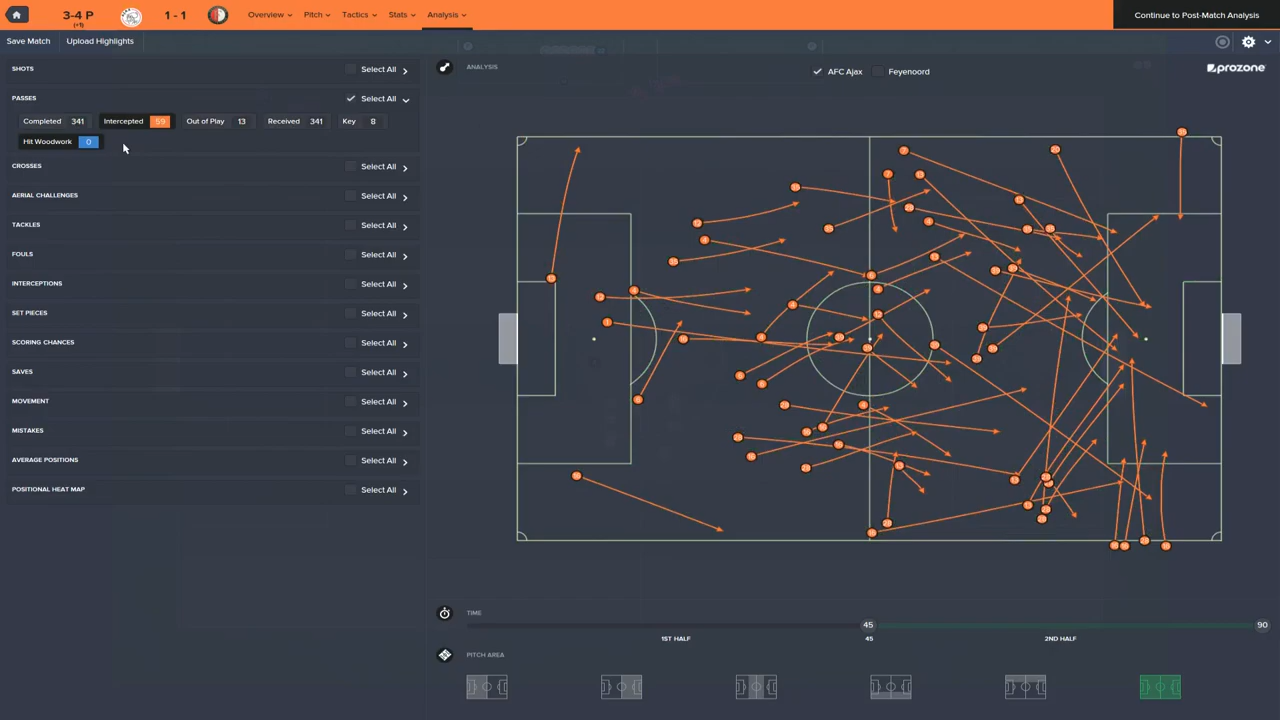 3-4 P 1 - 1 Overview Pitch Tactics Stats Analysis Continue to Post-Match Analysis
(+1)
Save Match Upload Highlights
SHOTS Select All
PASSES Select All
Completed 341 Intercepted 59 Out of Play 13 Received 341 Key 8
Hit Woodwork 0
CROSSES Select All
AERIAL CHALLENGES Select All
TACKLES Select All
FOULS Select All
INTERCEPTIONS Select All
SET PIECES Select All
SCORING CHANCES Select All
SAVES Select All
MOVEMENT Select All
MISTAKES Select All
AVERAGE POSITIONS Select All
POSITIONAL HEAT MAP Select All
ANALYSIS AFC Ajax Feyenoord prozone
TIME
45 90
1ST HALF 45 2ND HALF
PITCH AREA